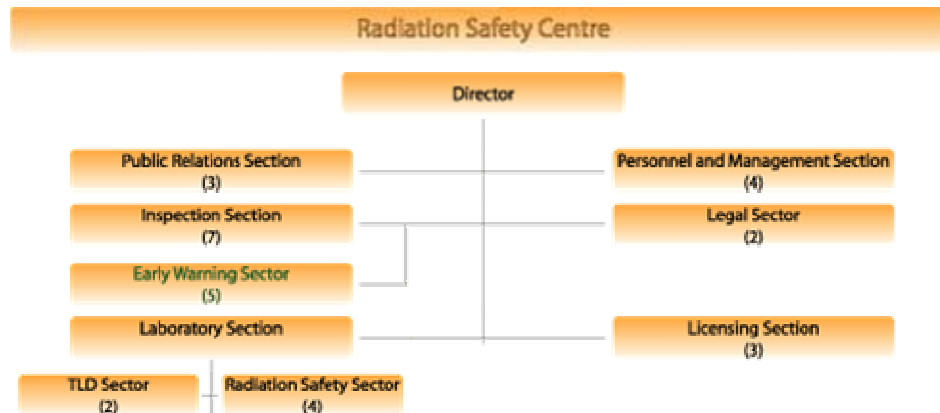 Radiation Safety Centre
Director
Public Relations Section
(3)
Personnel and Management Section
(4)
Inspection Section
(7)
Legal Sector
(2)
Early Warning Sector
(5)
Laboratory Section
Licensing Section
(3)
TLD Sector
(2)
Radiation Safety Sector
(4)